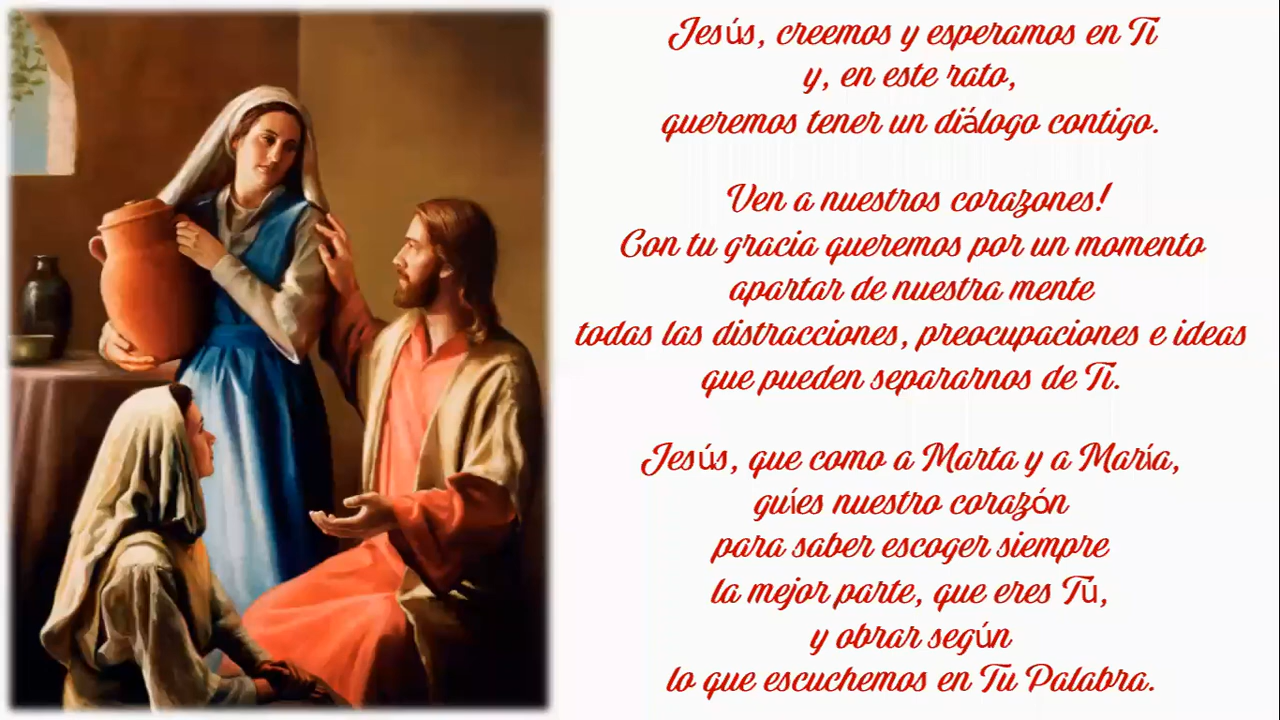 Jesús, creemos y esperamos en Ti
y, en este rato,
queremos tener un diálogo contigo.
Ven a nuestros corazones!
Con tu gracia queremos por un momento
apartar de nuestra mente
todas las distracciones, preocupaciones e ideas
que pueden separarnos de Ti.
Jesús, que como a Marta y a María,
guíes nuestro corazón
para saber escoger siempre
la mejor parte, que eres Tú,
y obrar según
lo que escuchemos en Tu Palabra.